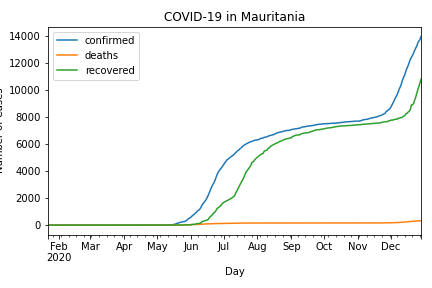 COVID-19 in Mauritania
confirmed
deaths
recovered
14000
12000
10000
8000
6000
4000
2000
0
Feb Mar Apr May Jun Jul Aug Sep Oct Nov Dec
2020
Day